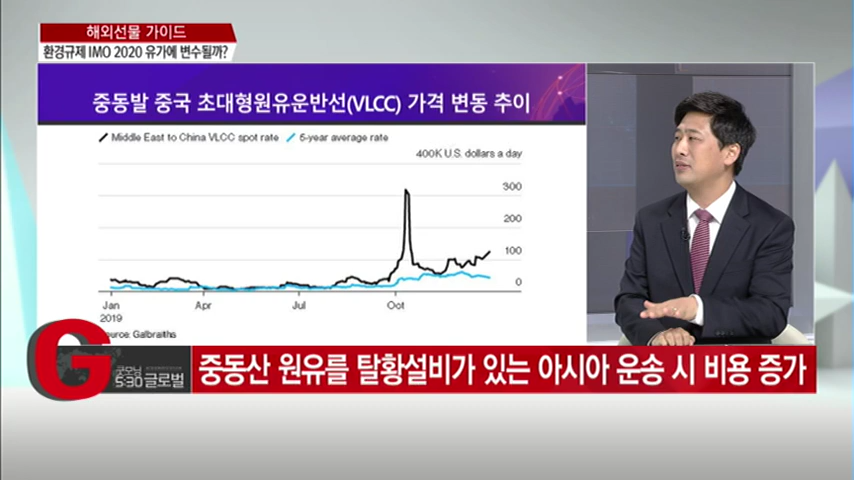 해외선물 가이드
환경규제 IMO 2020 유가에 변수될까?
중동발 중국 초대형원유운반선(VLCC) 가격 변동 추이
Middle East to China VLCC spot rate 5-year average rate
400K U.S. dollars a day
300
200
100
0
Jan Apr Jul Oct
2019
Source: Galbraiths
G
굿모닝
5:30 글로벌
중동산 원유를 탈황설비가 있는 아시아 운송 시 비용 증가